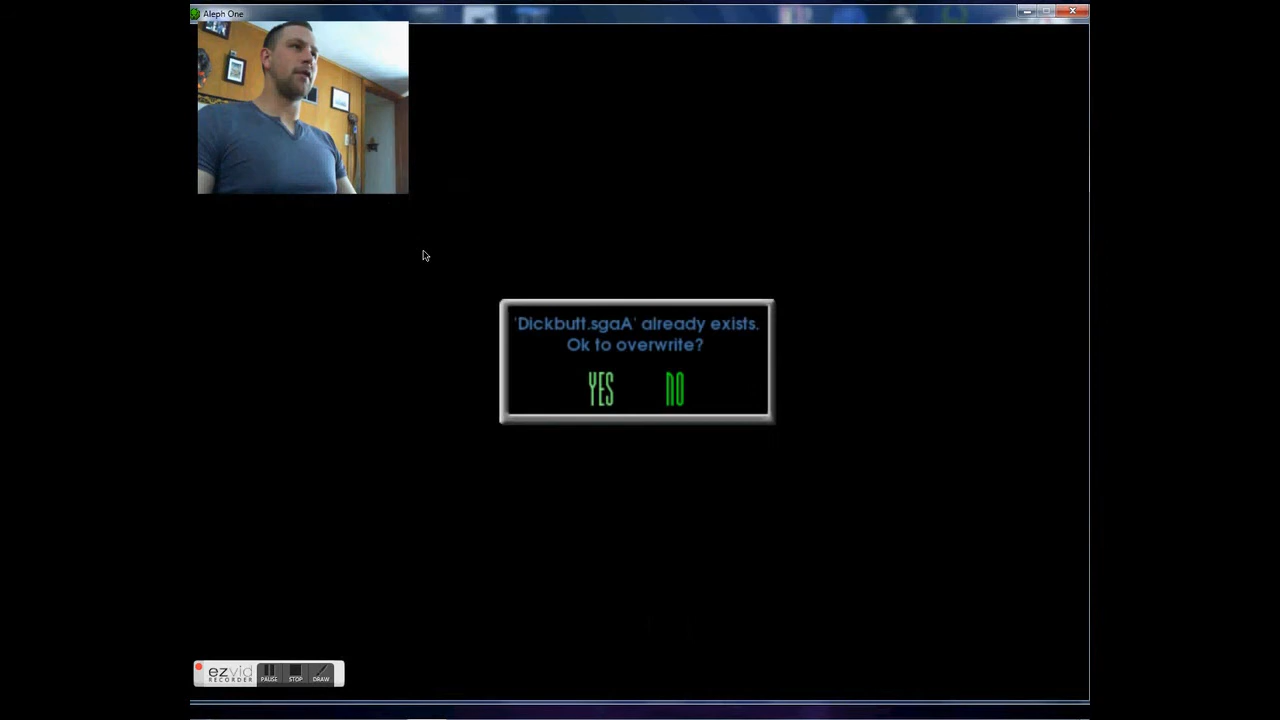 Aleph One
'Dickbutt.sgaA' already exists.
Ok to overwrite?
YES NO
ezvid
RECORDER
PAUSE STOP DRAW